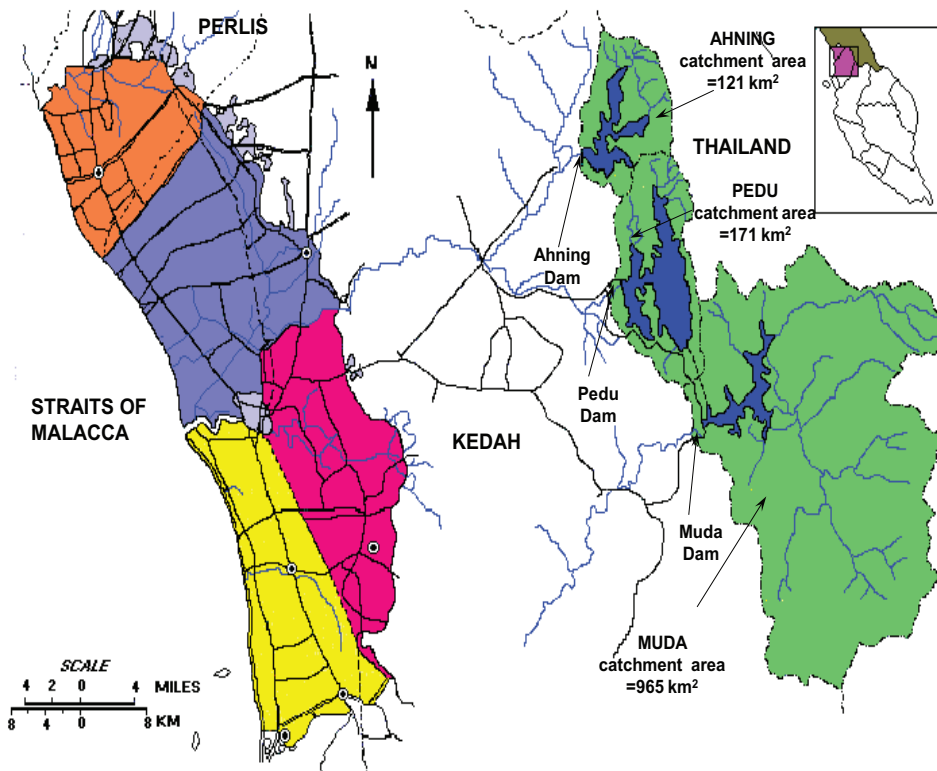 PERLIS
N
AHNING
catchment area
=121 km²
THAILAND
PEDU
catchment area
=171 km²
Ahning
Dam
Pedu
Dam
STRAITS OF
MALACCA
KEDAH
Muda
Dam
MUDA
catchment area
=965 km²
SCALE
4 2 0 4 MILES
8 4 0 8 KM